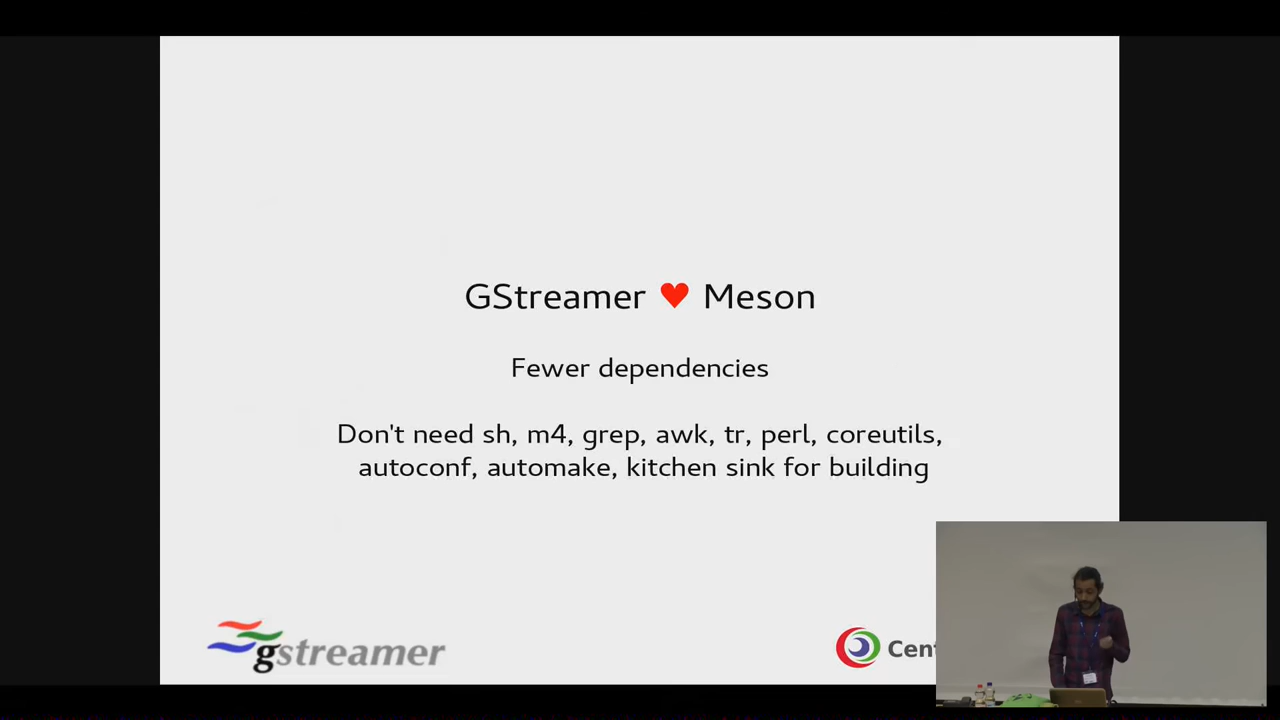 GStreamer ♥ Meson
Fewer dependencies
Don't need sh, m4, grep, awk, tr, perl, coreutils,
autoconf, automake, kitchen sink for building
gstreamer
Cent